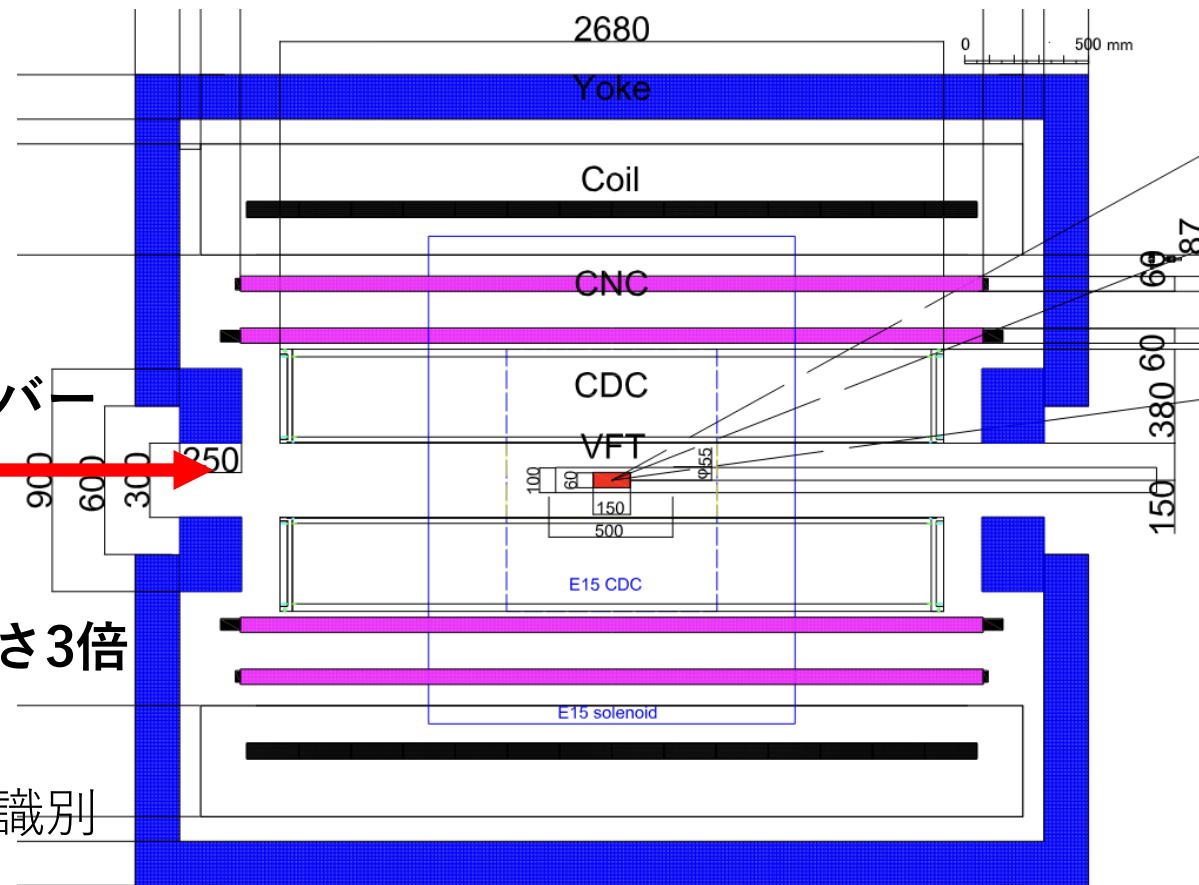 2680
0 500 mm
Yoke
Coil
87
60
CNC
60
バー
CDC
380
VFT
250
900
600
300
100
60
Φ55
150
150
500
E15 CDC
さ3倍
E15 solenoid
識別